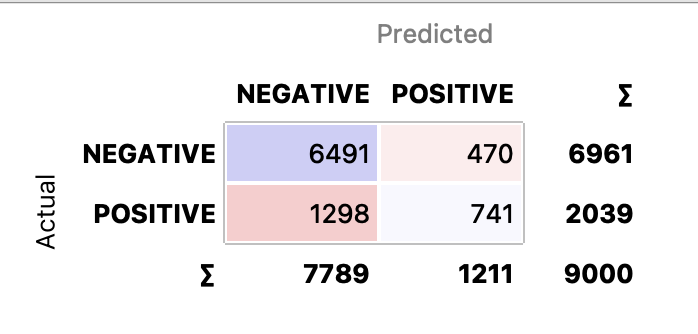 Predicted
NEGATIVE POSITIVE Σ
NEGATIVE 6491 470 6961
Actual
POSITIVE 1298 741 2039
Σ 7789 1211 9000